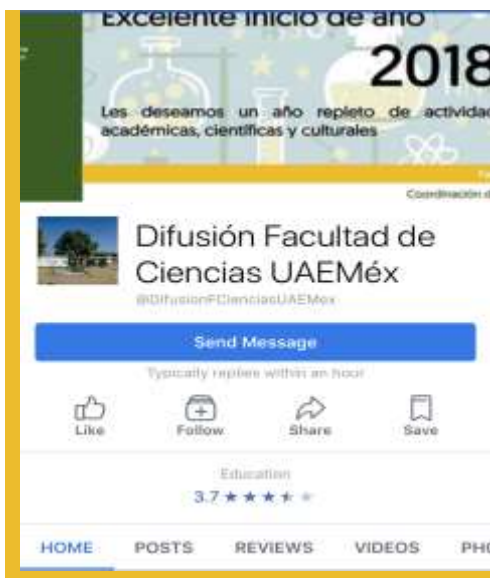 Excelente inicio de año
2018
Les deseamos un año repleto de actividad
académicas, científicas y culturales
Coordinación d
Difusión Facultad de
Ciencias UAEMéx
@DifusionFCienciasUAEMex
Send Message
Typically replies within an hour
Like Follow Share Save
Education
3.7
HOME POSTS REVIEWS VIDEOS PHO